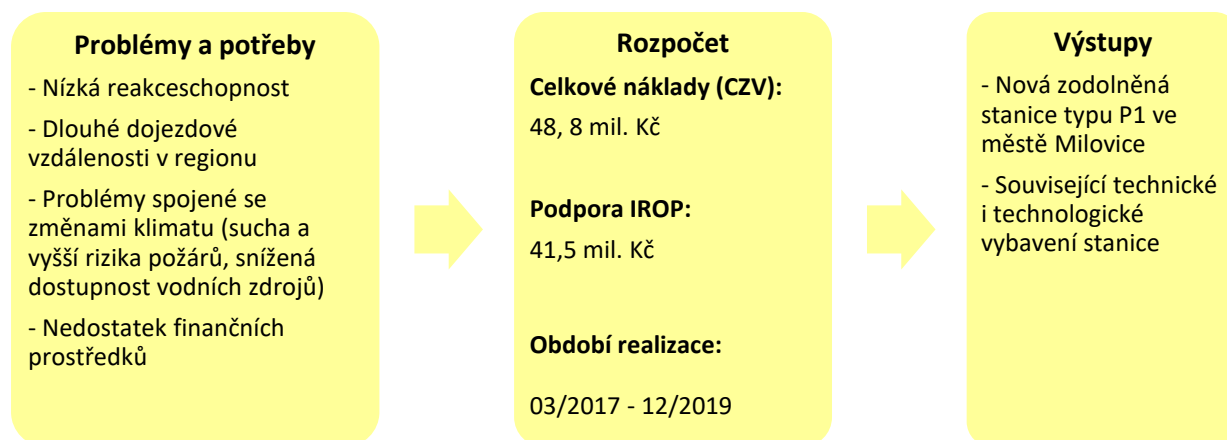 Problémy a potřeby
- Nízká reakceschopnost
- Dlouhé dojezdové
vzdálenosti v regionu
- Problémy spojené se
změnami klimatu (sucha a
vyšší rizika požárů, snížená
dostupnost vodních zdrojů)
- Nedostatek finančních
prostředků
Rozpočet
Celkové náklady (CZV):
48, 8 mil. Kč
Podpora IROP:
41,5 mil. Kč
Období realizace:
03/2017 - 12/2019
Výstupy
- Nová zodolněná
stanice typu P1 ve
městě Milovice
- Související technické
i technologické
vybavení stanice